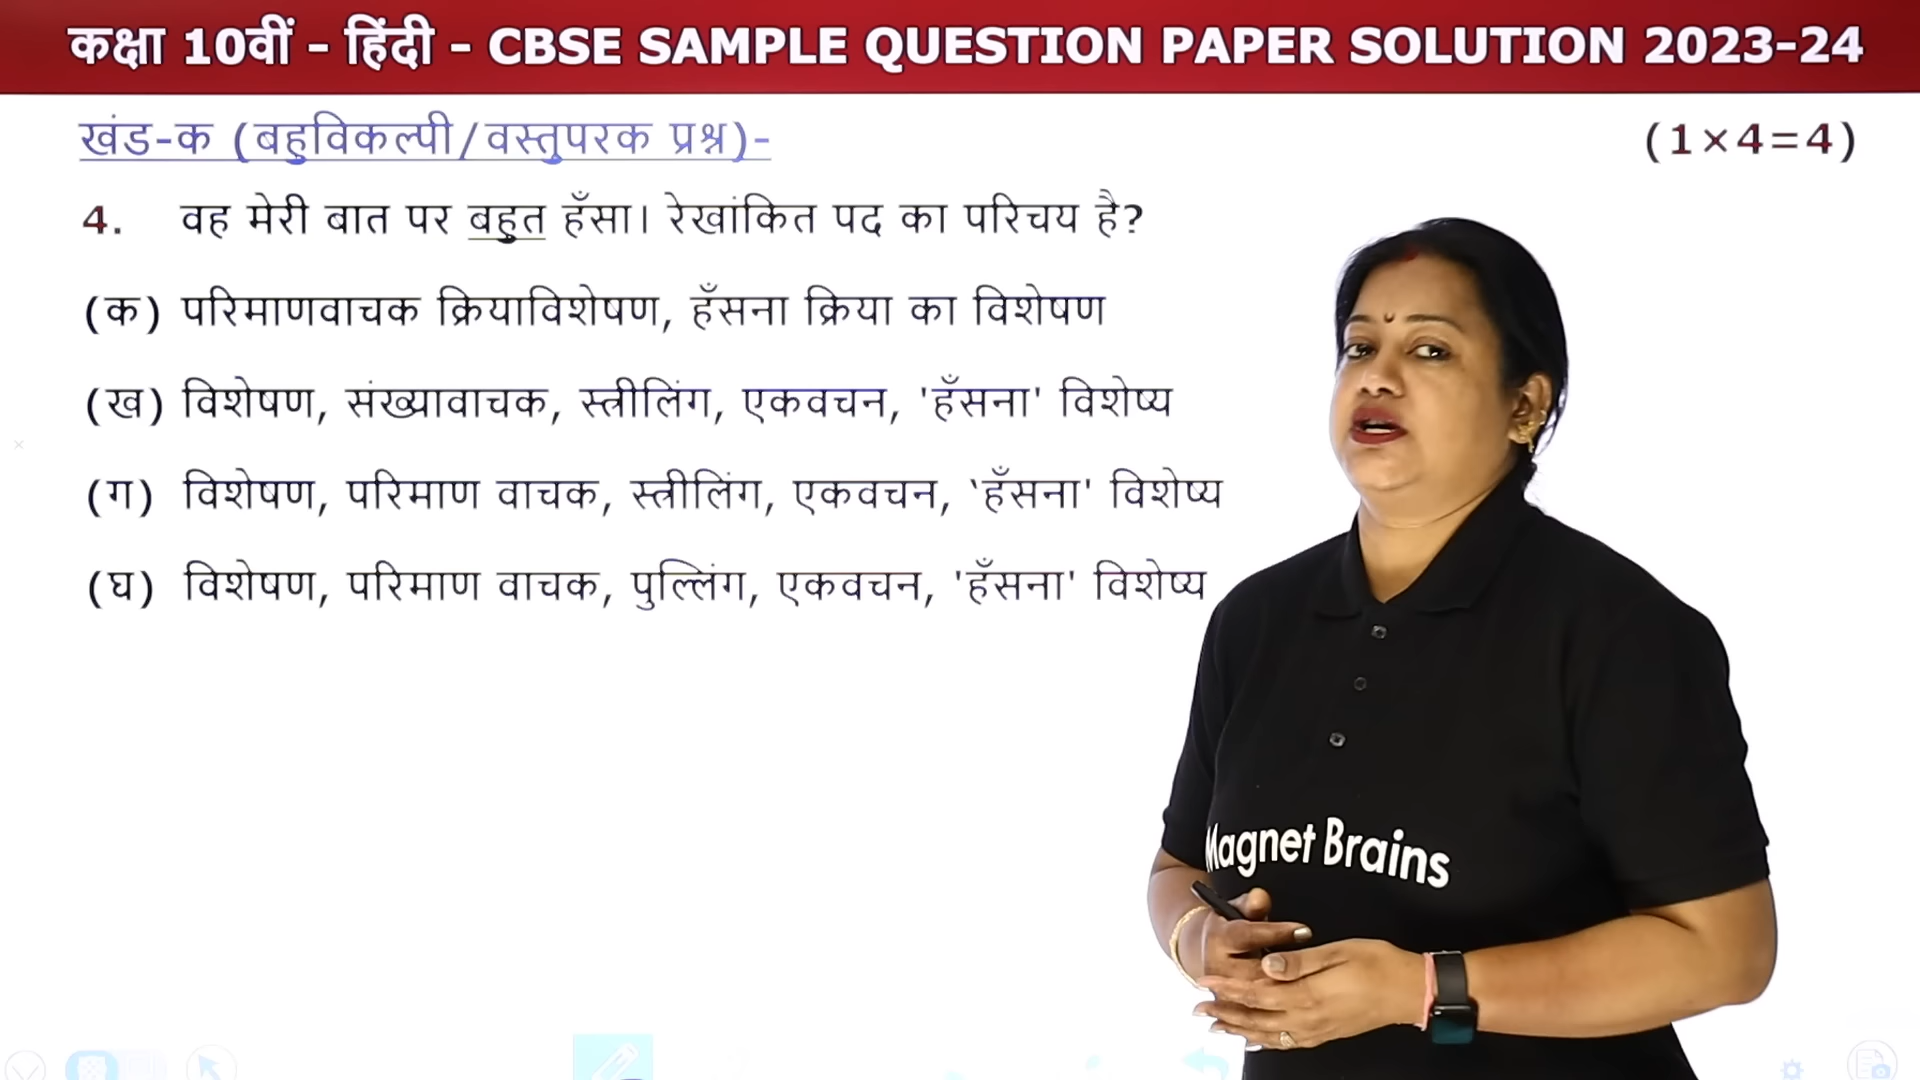 कक्षा 10वीं - हिंदी - CBSE SAMPLE QUESTION PAPER SOLUTION 2023-24
खंड-क (बहुविकल्पी/वस्तुपरक प्रश्न)-
(1×4=4)
4. वह मेरी बात पर बहुत हँसा। रेखांकित पद का परिचय है?
(क) परिमाणवाचक क्रियाविशेषण, हँसना क्रिया का विशेषण
(ख) विशेषण, संख्यावाचक, स्त्रीलिंग, एकवचन, 'हँसना' विशेष्य
(ग) विशेषण, परिमाण वाचक, स्त्रीलिंग, एकवचन, 'हँसना' विशेष्य
(घ) विशेषण, परिमाण वाचक, पुल्लिंग, एकवचन, 'हँसना' विशेष्य
Magnet Brains